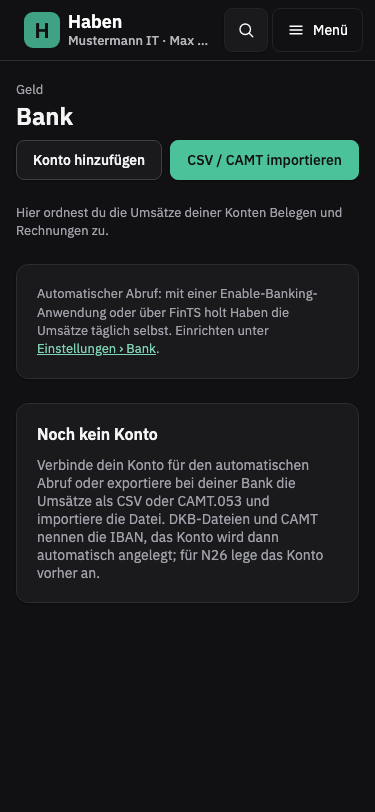 H
Haben
Mustermann IT · Max ...
Menü
Geld
Bank
Konto hinzufügen
CSV / CAMT importieren
Hier ordnest du die Umsätze deiner Konten Belegen und
Rechnungen zu.
Automatischer Abruf: mit einer Enable-Banking-
Anwendung oder über FinTS holt Haben die
Umsätze täglich selbst. Einrichten unter
Einstellungen › Bank.
Noch kein Konto
Verbinde dein Konto für den automatischen
Abruf oder exportiere bei deiner Bank die
Umsätze als CSV oder CAMT.053 und
importiere die Datei. DKB-Dateien und CAMT
nennen die IBAN, das Konto wird dann
automatisch angelegt; für N26 lege das Konto
vorher an.